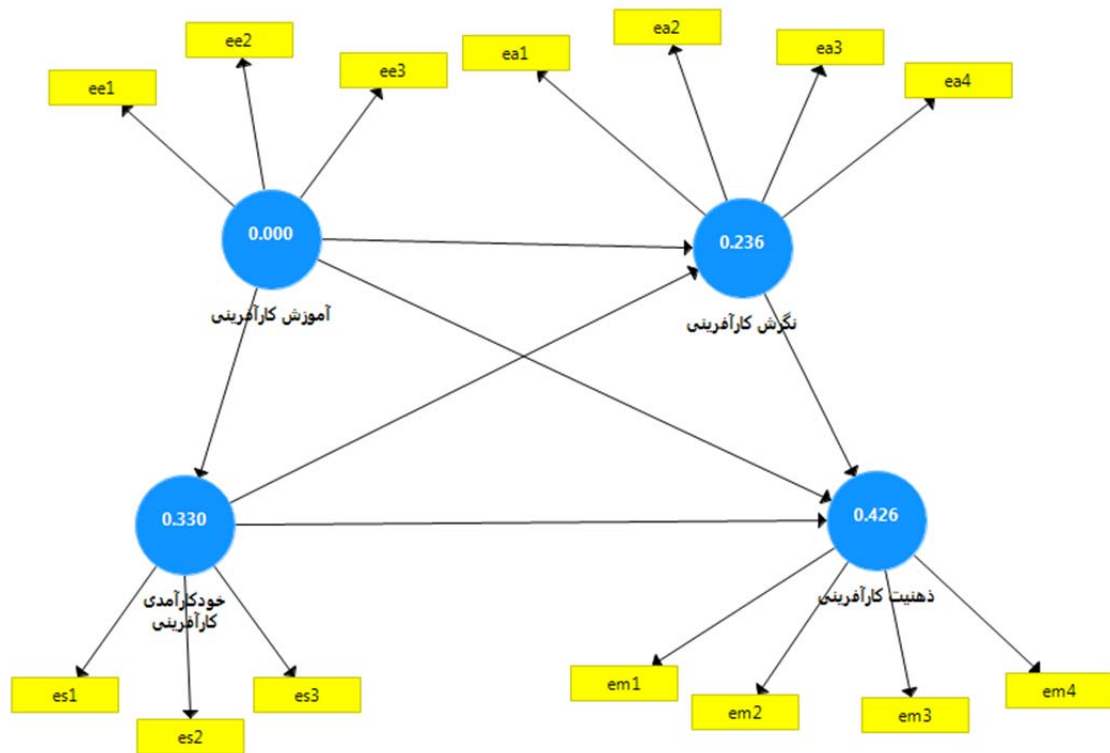 ee1
ee2
ee3
ea1
ea2
ea3
ea4
0.000
آموزش کارآفرینی
0.236
نگرش کارآفرینی
0.330
خودکارآمدی
کارآفرینی
0.426
ذهنیت کارآفرینی
es1
es2
es3
em1
em2
em3
em4